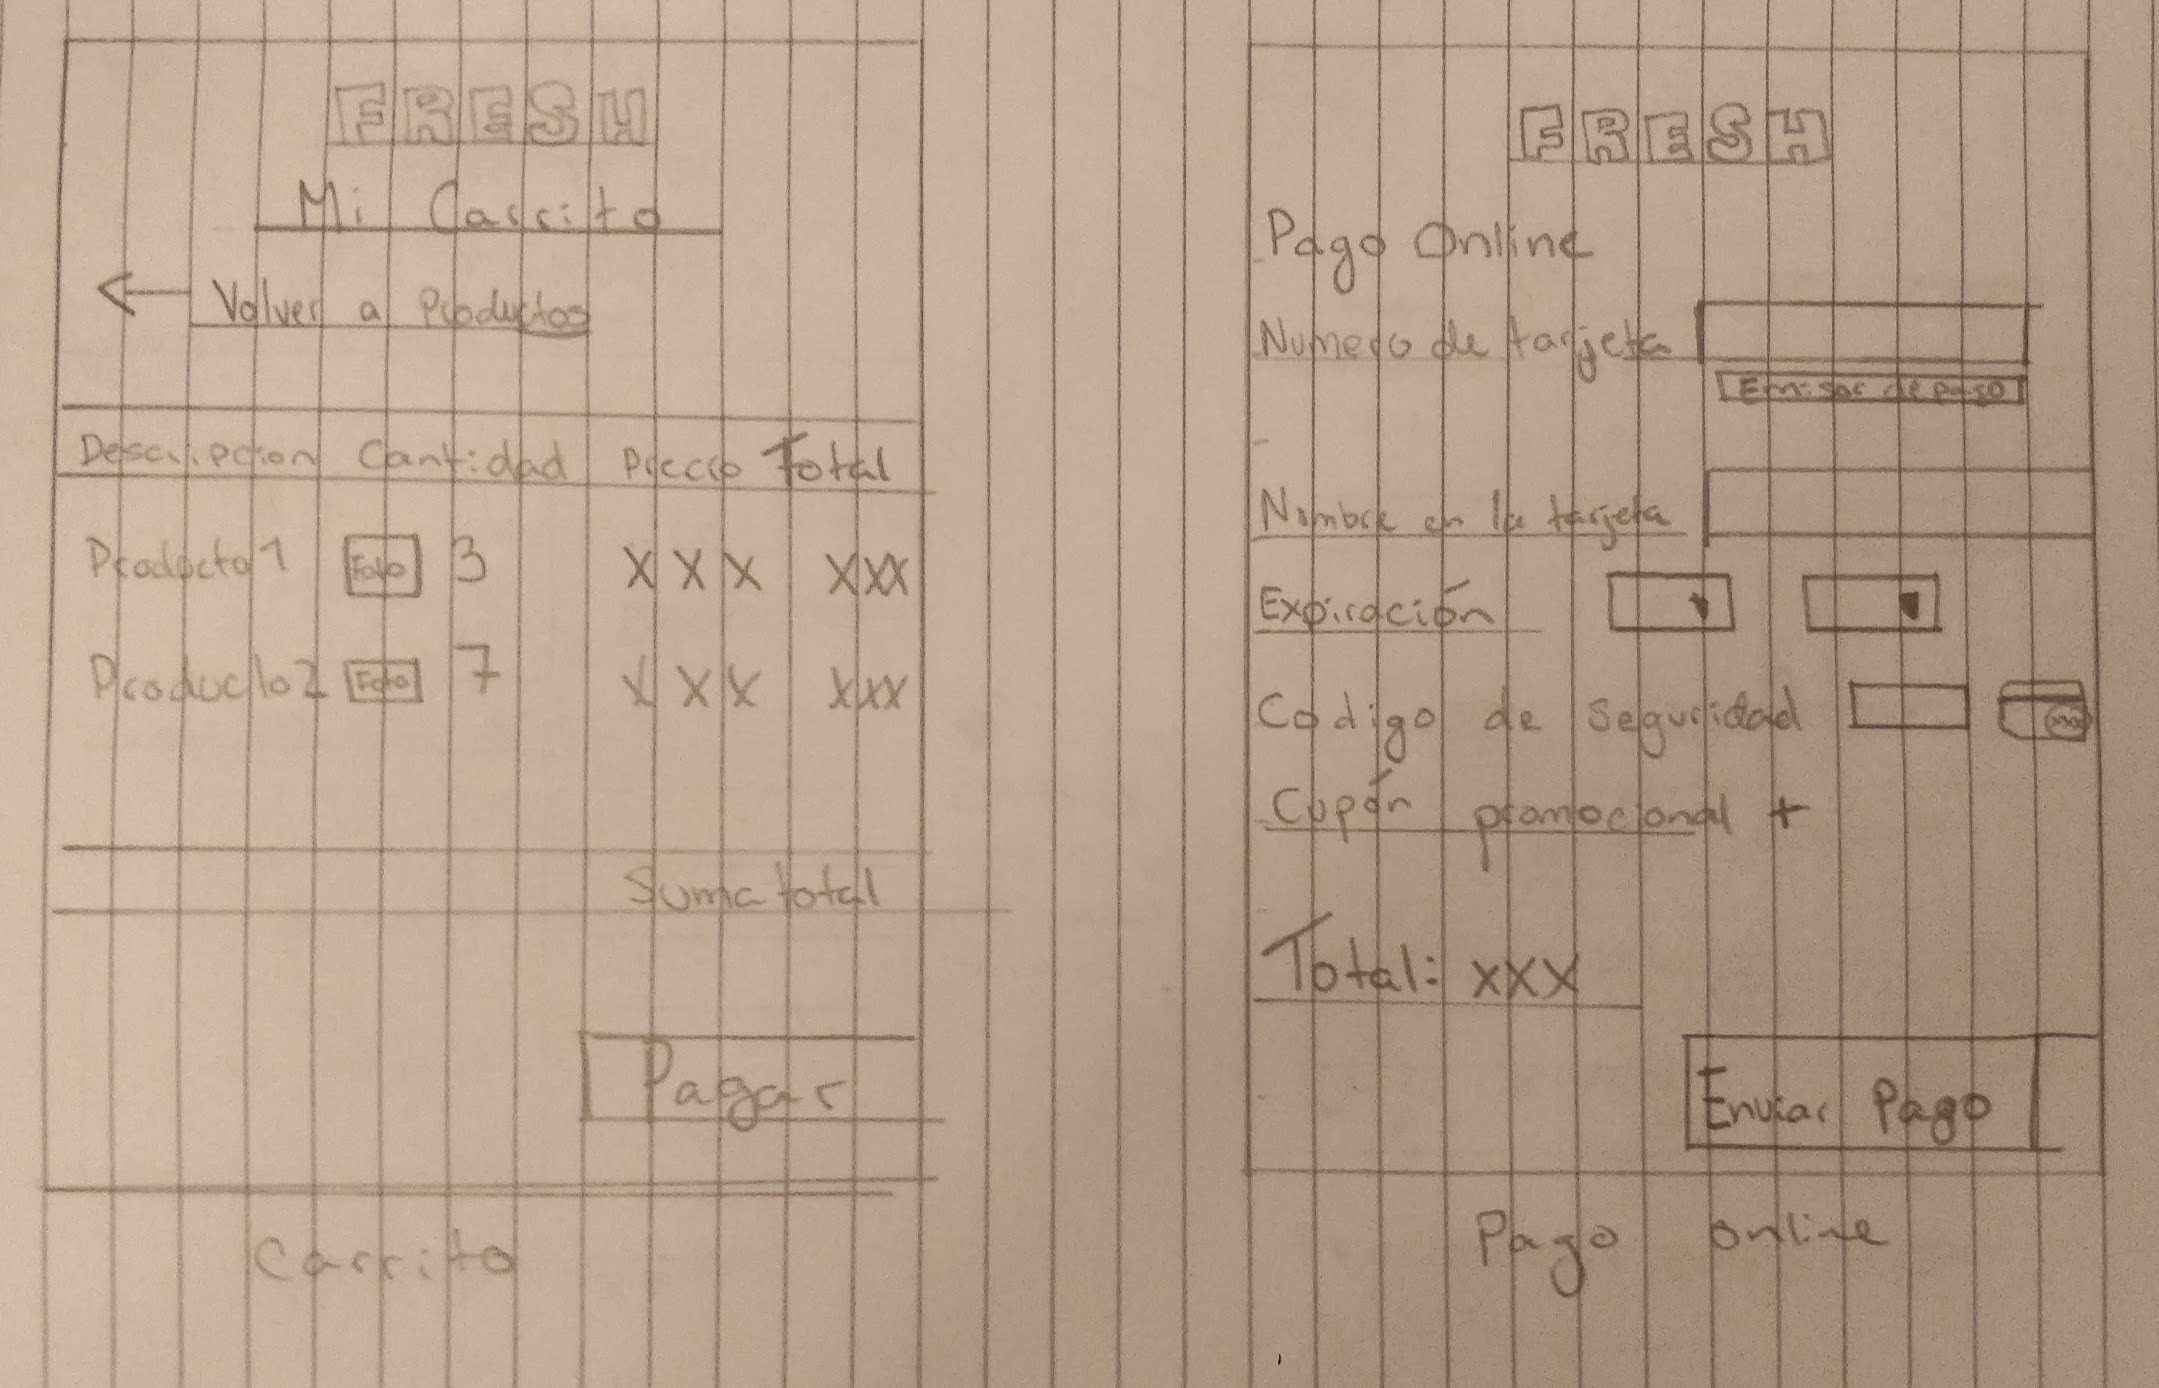 FRESH
Mi Carrito
Volver a Productos
Descripcion Cantidad Precio Total
Producto 1 Foto 3 X X X XXX
Producto 2 Foto 7 X X X XXX
Suma total
Pagar
Carrito
FRESH
Pago Online
Numero de tarjeta
Emisor de pago
Nombre en la tarjeta
Expiración
Codigo de seguridad xxx
Cupón promocional +
Total: XXX
Enviar Pago
Pago online